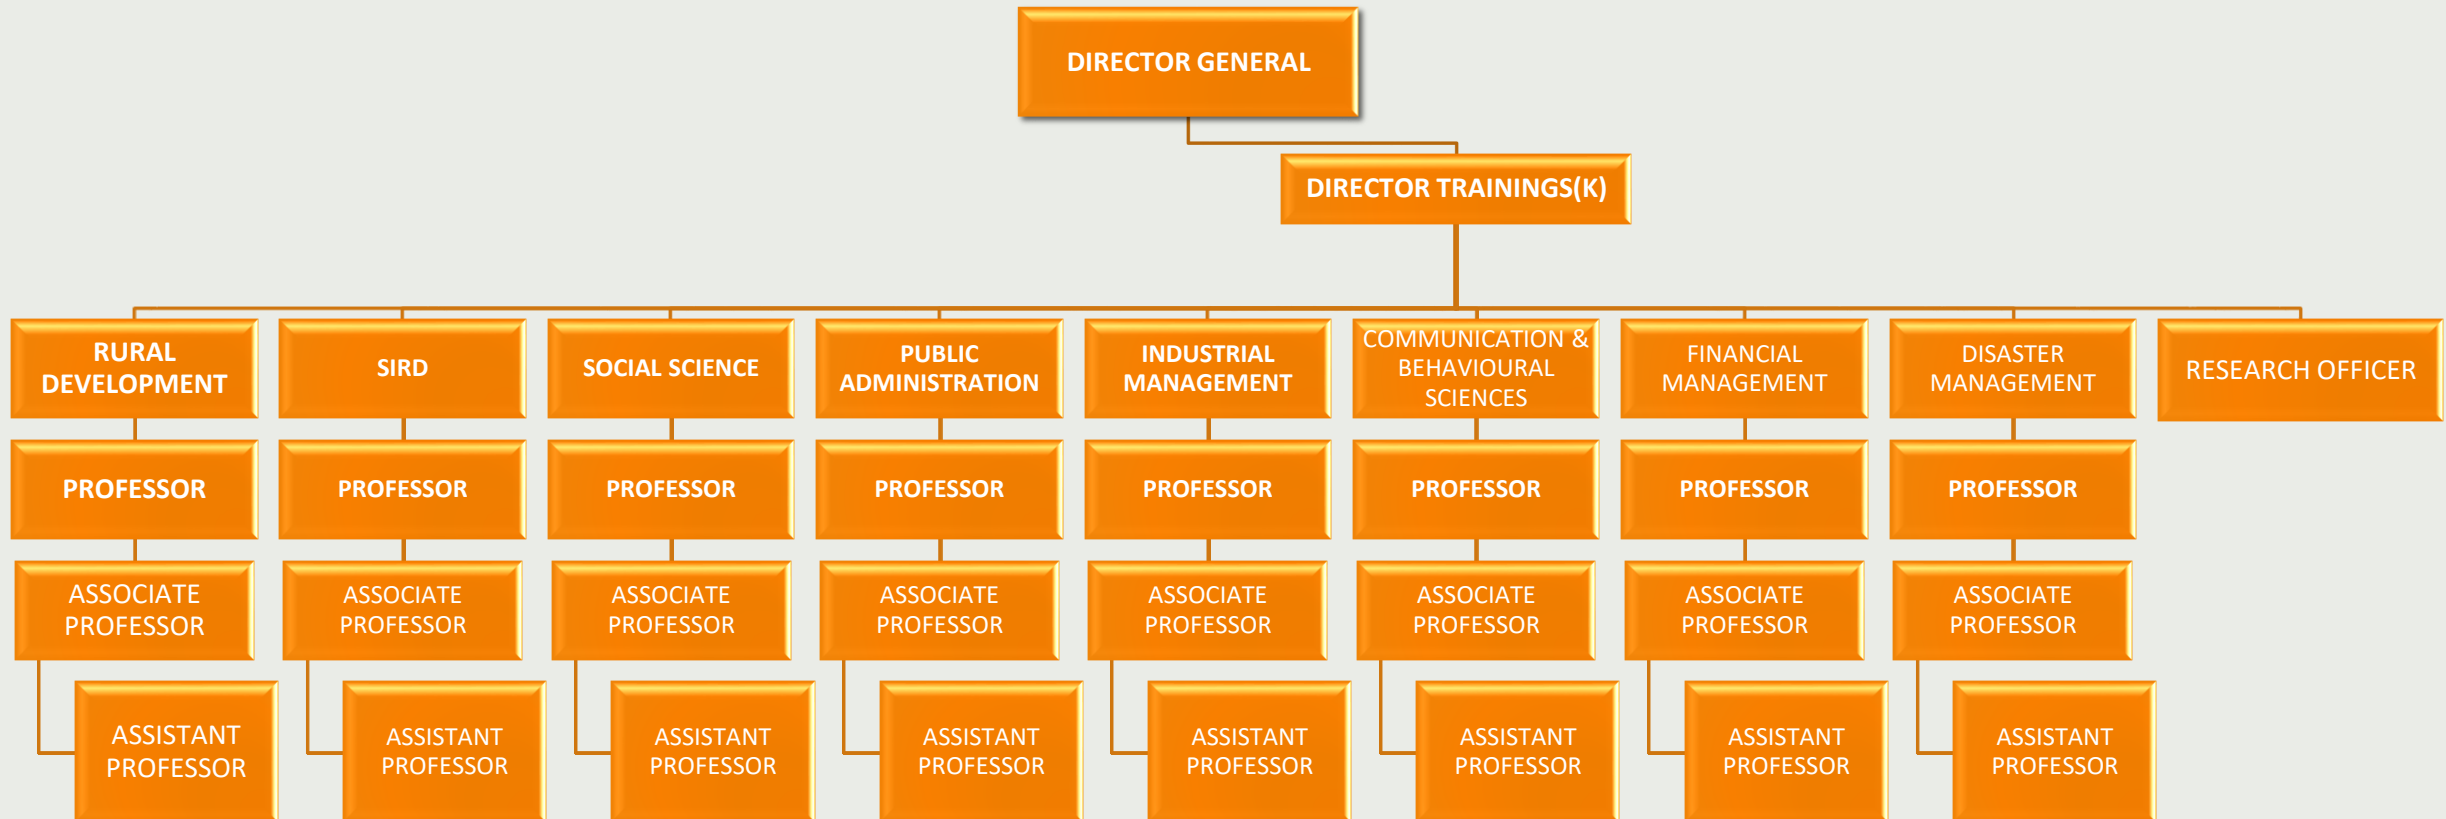 DIRECTOR GENERAL
DIRECTOR TRAININGS(K)
RURAL
DEVELOPMENT
SIRD
SOCIAL SCIENCE
PUBLIC
ADMINISTRATION
INDUSTRIAL
MANAGEMENT
COMMUNICATION &
BEHAVIOURAL
SCIENCES
FINANCIAL
MANAGEMENT
DISASTER
MANAGEMENT
RESEARCH OFFICER
PROFESSOR
PROFESSOR
PROFESSOR
PROFESSOR
PROFESSOR
PROFESSOR
PROFESSOR
PROFESSOR
ASSOCIATE
PROFESSOR
ASSOCIATE
PROFESSOR
ASSOCIATE
PROFESSOR
ASSOCIATE
PROFESSOR
ASSOCIATE
PROFESSOR
ASSOCIATE
PROFESSOR
ASSOCIATE
PROFESSOR
ASSOCIATE
PROFESSOR
ASSISTANT
PROFESSOR
ASSISTANT
PROFESSOR
ASSISTANT
PROFESSOR
ASSISTANT
PROFESSOR
ASSISTANT
PROFESSOR
ASSISTANT
PROFESSOR
ASSISTANT
PROFESSOR
ASSISTANT
PROFESSOR